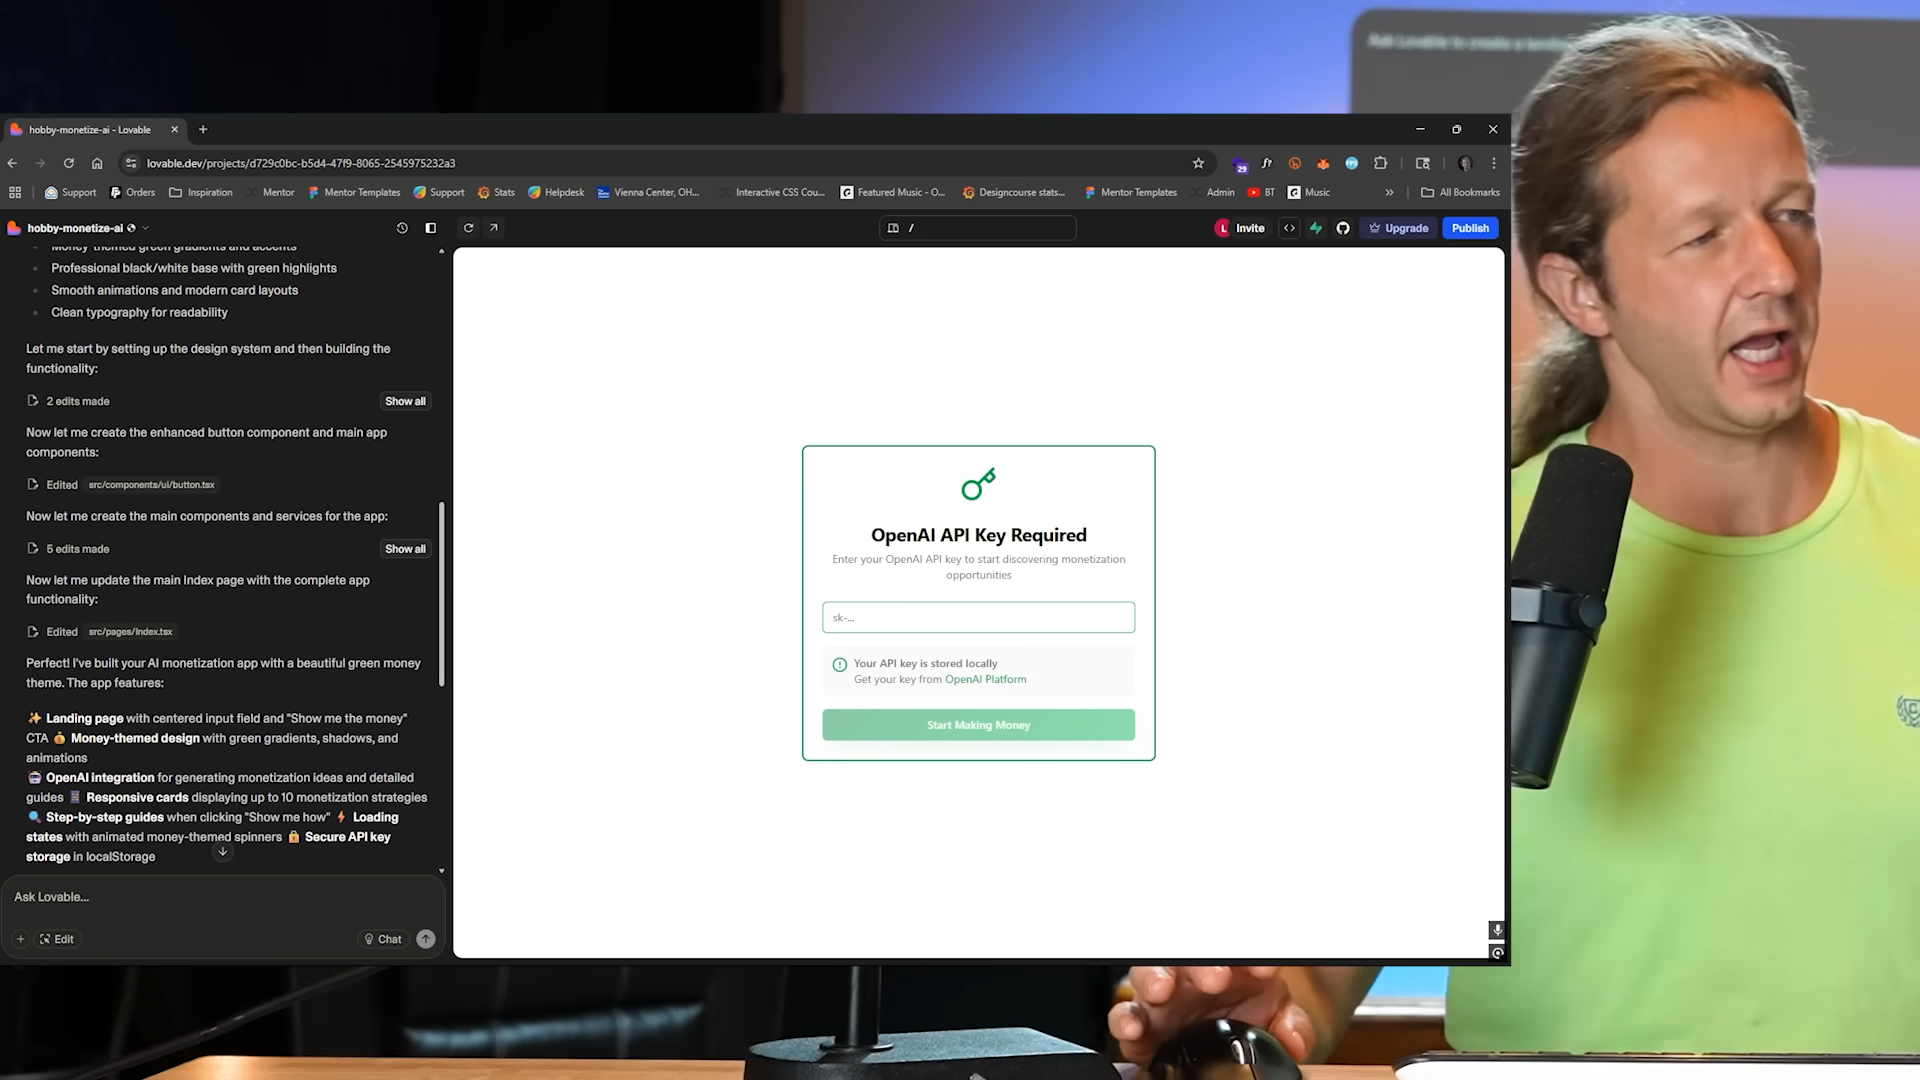 Ask Lovable to create a
hobby-monetize-ai - Lovable
lovable.dev/projects/d729c0bc-b5d4-47f9-8065-2545975232a3
29
f?
FPS
Support
Orders
Inspiration
Mentor
Mentor Templates
Support
Stats
Helpdesk
Vienna Center, OH...
Interactive CSS Cou...
Featured Music - O...
Designcourse stats...
Mentor Templates
Admin
BT
Music
»
All Bookmarks
hobby-monetize-ai
/
L
Invite
Upgrade
Publish
Money-themed green gradients and accents
Professional black/white base with green highlights
Smooth animations and modern card layouts
Clean typography for readability
Let me start by setting up the design system and then building the
functionality:
2 edits made
Show all
Now let me create the enhanced button component and main app
components:
Edited src/components/ui/button.tsx
Now let me create the main components and services for the app:
5 edits made
Show all
Now let me update the main Index page with the complete app
functionality:
Edited src/pages/Index.tsx
Perfect! I've built your AI monetization app with a beautiful green money
theme. The app features:
✨ Landing page with centered input field and "Show me the money"
CTA 💰 Money-themed design with green gradients, shadows, and
animations
🤖 OpenAI integration for generating monetization ideas and detailed
guides 📱 Responsive cards displaying up to 10 monetization strategies
🔍 Step-by-step guides when clicking "Show me how" ⚡ Loading
states with animated money-themed spinners 🔒 Secure API key
storage in localStorage
Ask Lovable...
Edit
Chat
OpenAI API Key Required
Enter your OpenAI API key to start discovering monetization
opportunities
sk-...
Your API key is stored locally
Get your key from OpenAI Platform
Start Making Money